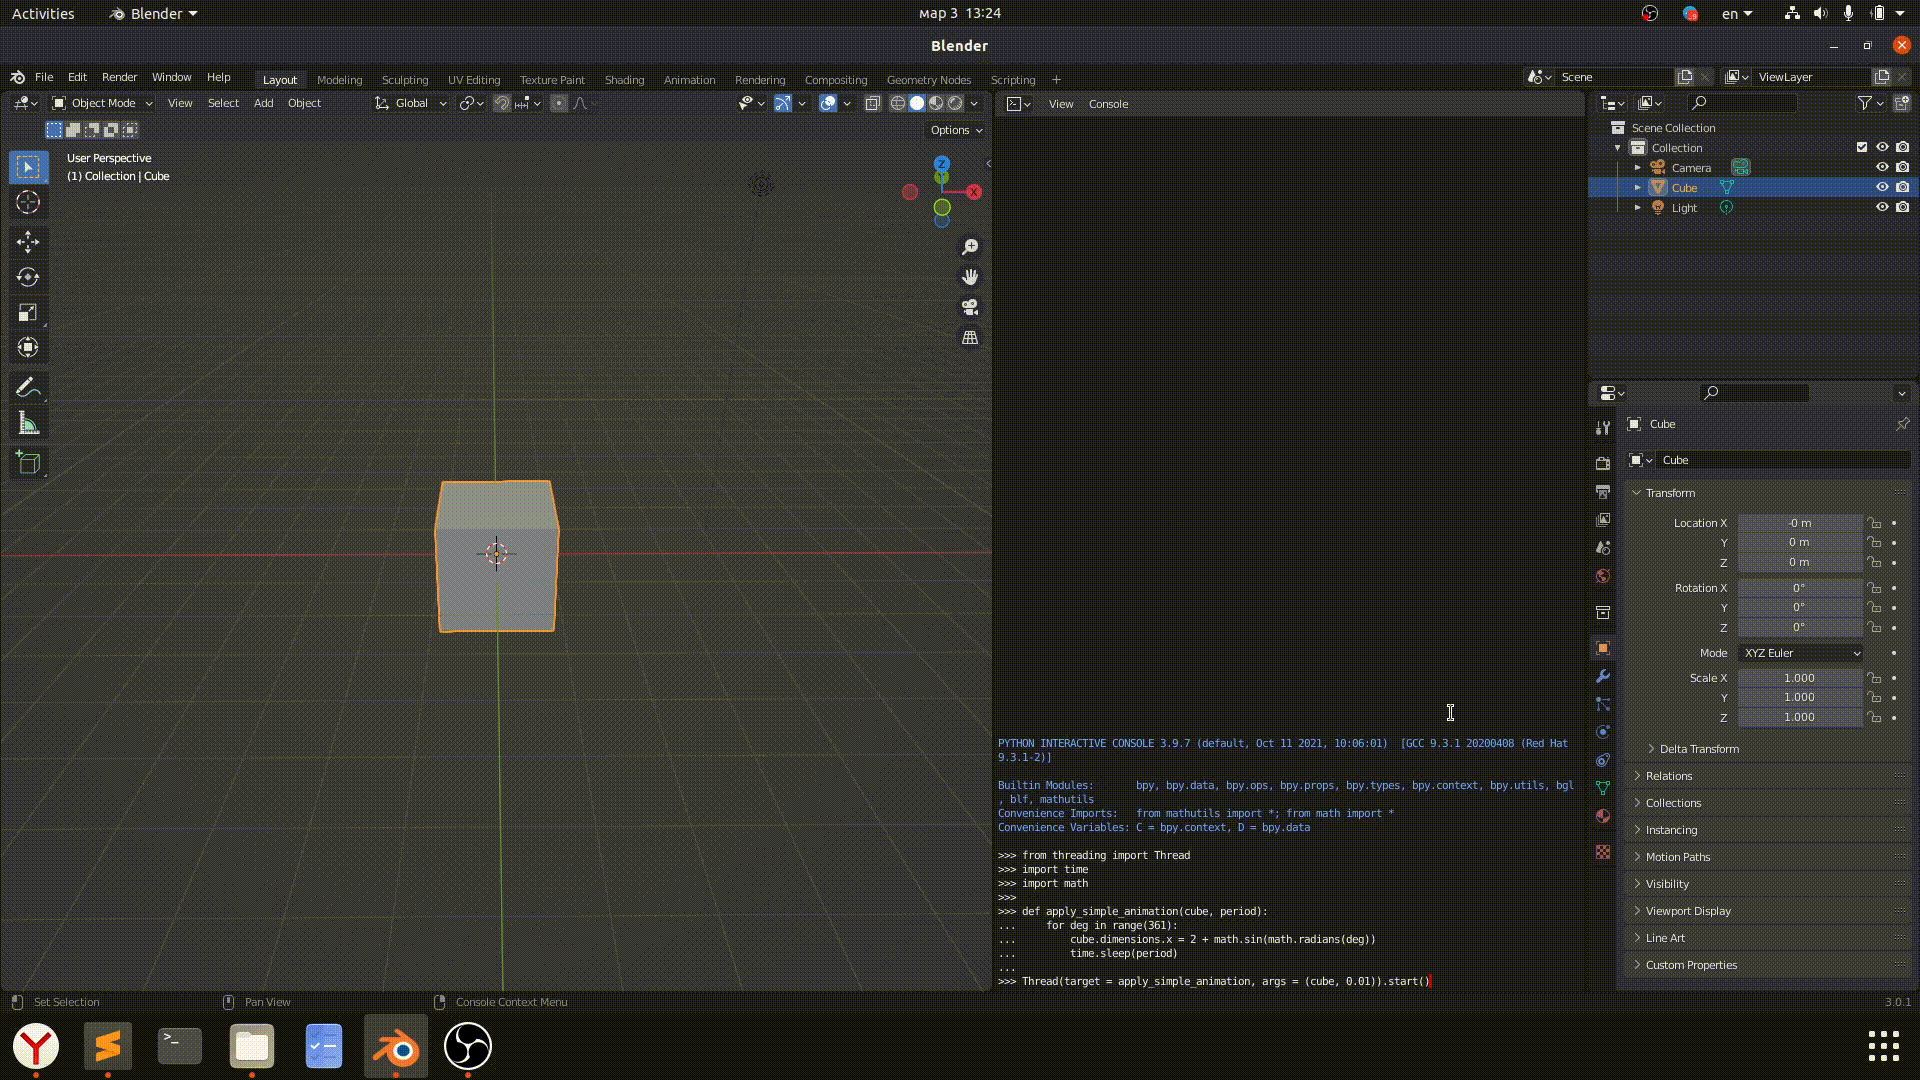 Activities
Blender
мар 3 13:24
en
Blender
File Edit Render Window Help
Layout Modeling Sculpting UV Editing Texture Paint Shading Animation Rendering Compositing Geometry Nodes Scripting +
Scene
ViewLayer
Object Mode View Select Add Object
Global
View Console
Options
User Perspective
(1) Collection | Cube
Z
X
Scene Collection
Collection
Camera
Cube
Light
Cube
Cube
Transform
Location X -0 m
Y 0 m
Z 0 m
Rotation X 0°
Y 0°
Z 0°
Mode XYZ Euler
Scale X 1.000
Y 1.000
Z 1.000
Delta Transform
Relations
Collections
Instancing
Motion Paths
Visibility
Viewport Display
Line Art
Custom Properties
PYTHON INTERACTIVE CONSOLE 3.9.7 (default, Oct 11 2021, 10:06:01) [GCC 9.3.1 20200408 (Red Hat
9.3.1-2)]
Builtin Modules: bpy, bpy.data, bpy.ops, bpy.props, bpy.types, bpy.context, bpy.utils, bgl
, blf, mathutils
Convenience Imports: from mathutils import *; from math import *
Convenience Variables: C = bpy.context, D = bpy.data
>>> from threading import Thread
>>> import time
>>> import math
>>>
>>> def apply_simple_animation(cube, period):
... for deg in range(361):
... cube.dimensions.x = 2 + math.sin(math.radians(deg))
... time.sleep(period)
...
>>> Thread(target = apply_simple_animation, args = (cube, 0.01)).start()
Set Selection
Pan View
Console Context Menu
3.0.1
>_